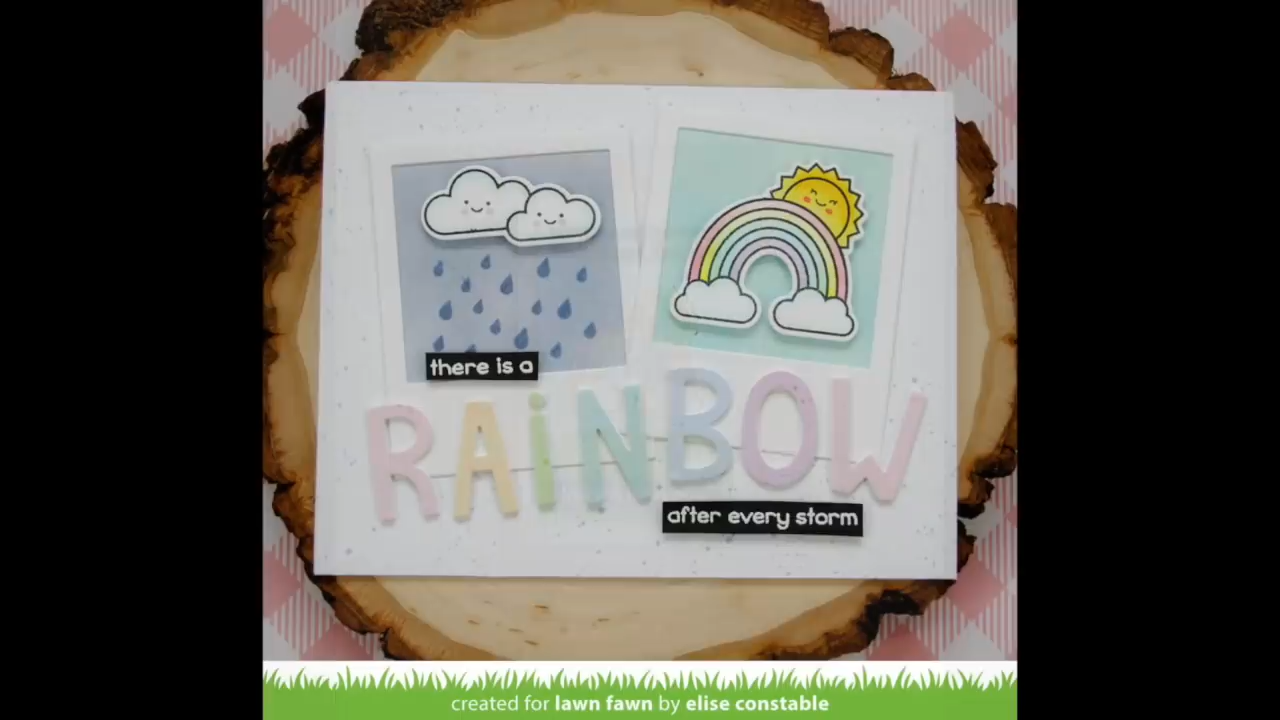 there is a
RAiNBOW
after every storm
created for lawn fawn by elise constable